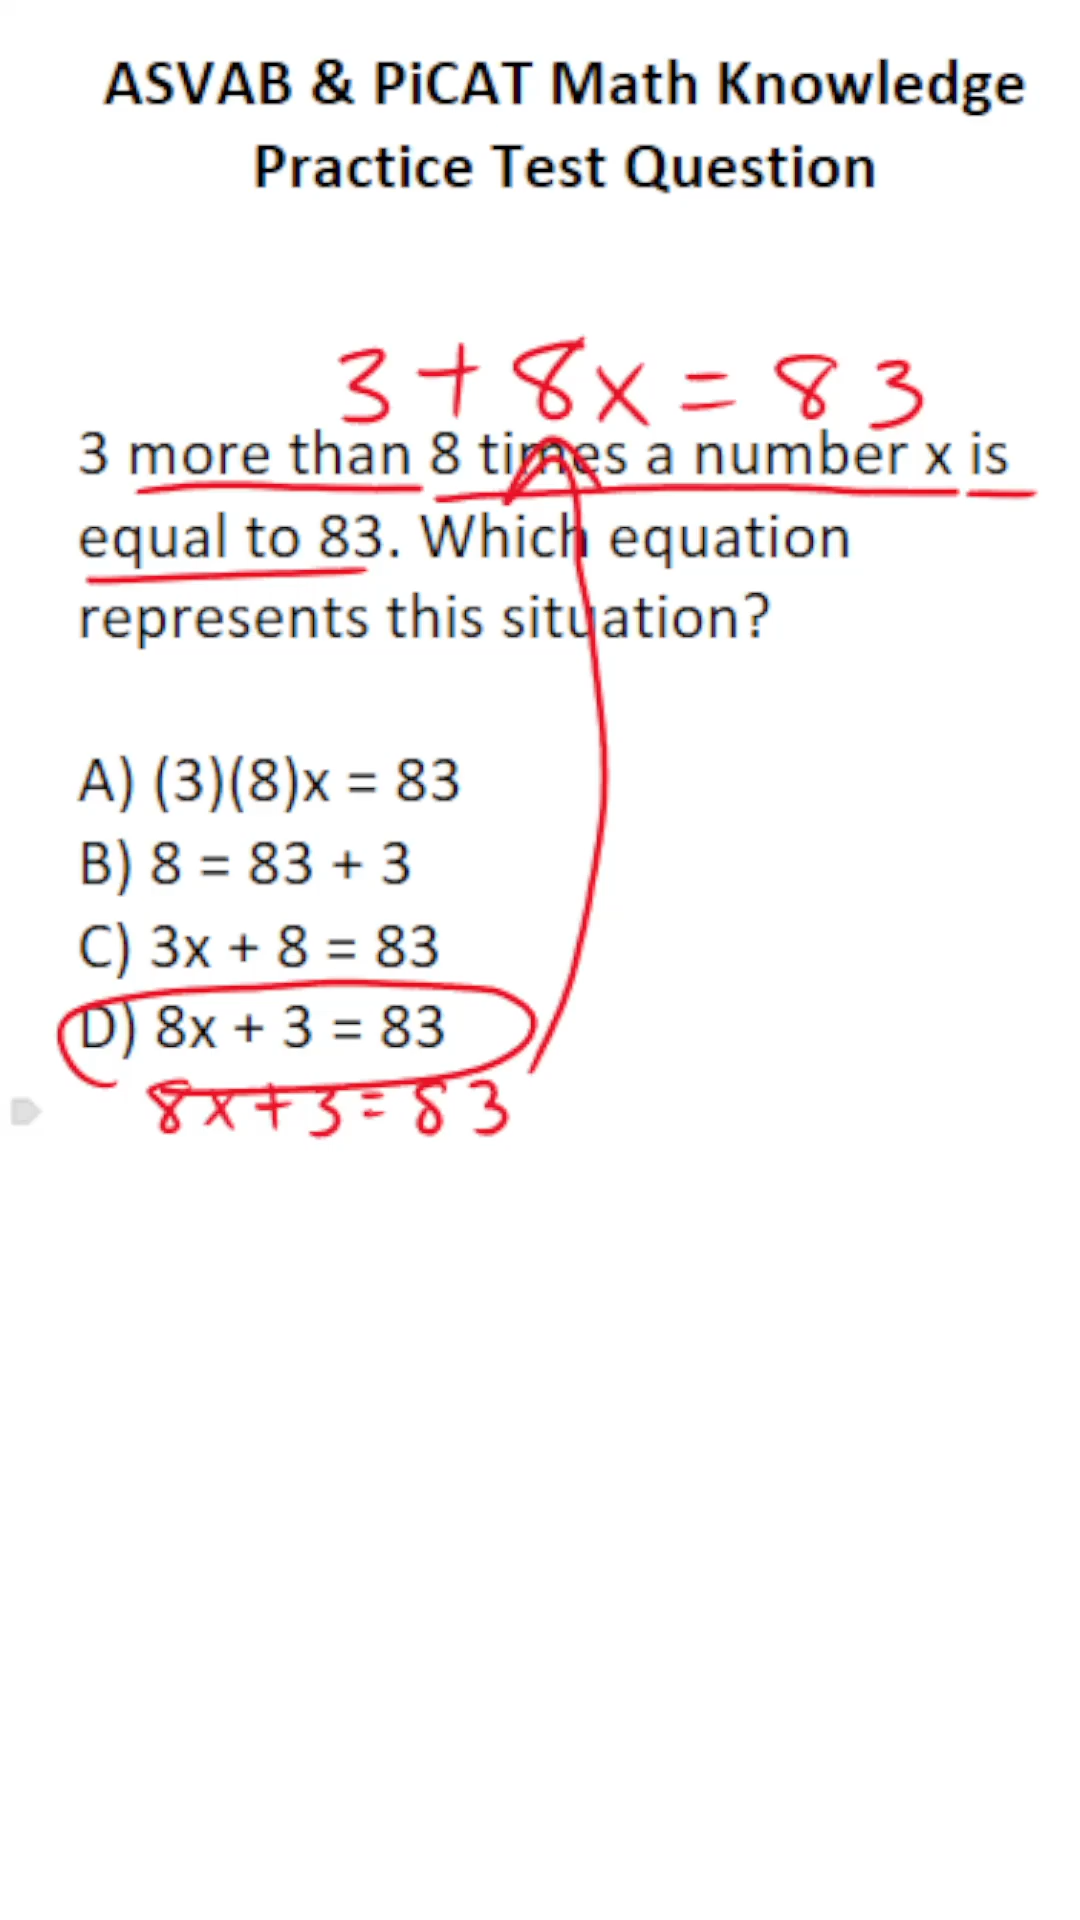 ASVAB & PiCAT Math Knowledge
Practice Test Question
3 + 8x = 83
3 more than 8 times a number x is
equal to 83. Which equation
represents this situation?
A) (3)(8)x = 83
B) 8 = 83 + 3
C) 3x + 8 = 83
D) 8x + 3 = 83
8x + 3 = 83